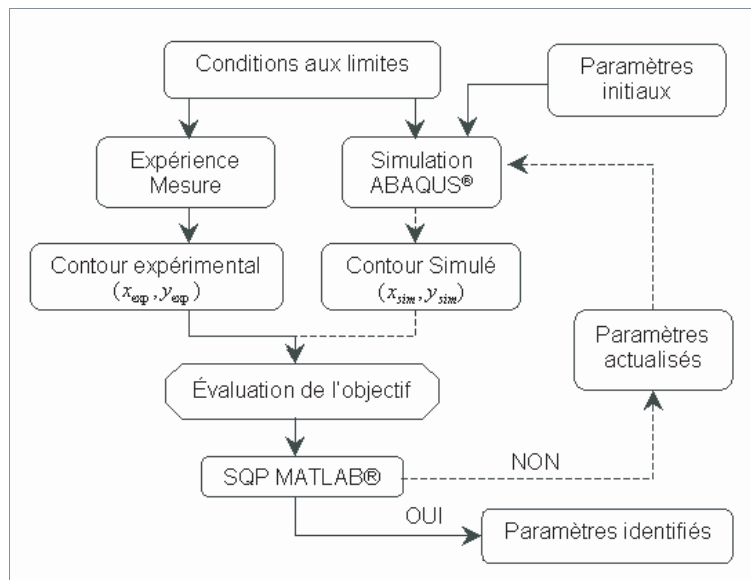 Conditions aux limites
Paramètres
initiaux
Expérience
Mesure
Simulation
ABAQUS®
Contour expérimental
(x_exp, y_exp)
Contour Simulé
(x_sim, y_sim)
Paramètres
actualisés
Évaluation de l'objectif
SQP MATLAB®
NON
OUI
Paramètres identifiés